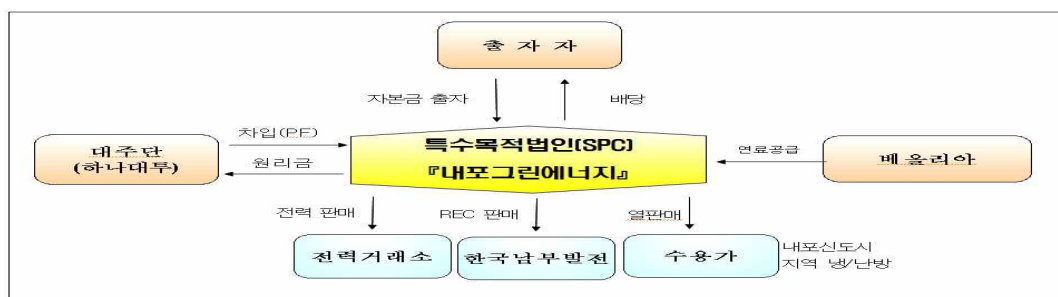 출 자 자
자본금 출자
배당
차입(PF)
대주단
(하나대투)
원리금
특수목적법인(SPC)
『내포그린에너지』
연료공급
베올리아
전력 판매
REC 판매
열판매
전력거래소
한국남부발전
수용가
내포신도시
지역 냉/난방